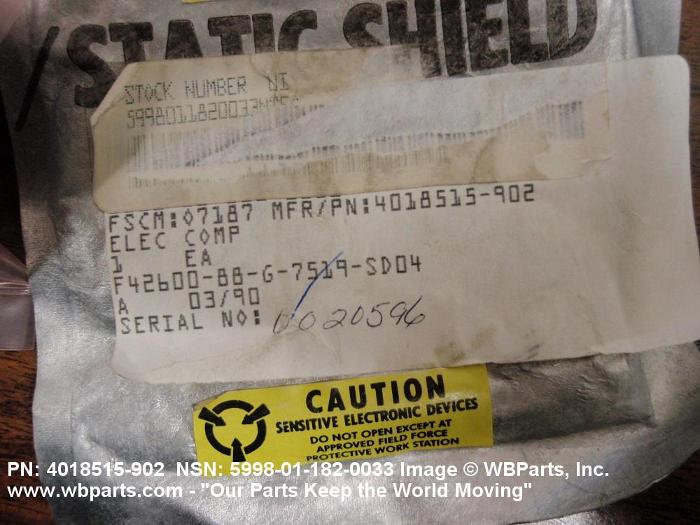 /STATIC SHIELD
STOCK NUMBER NI
5998011820033
FSCM:07187 MFR/PN:4018515-902
ELEC COMP
1 EA
F42600-88-G-7519-SD04
A 03/90
SERIAL NO: 0020596
CAUTION
SENSITIVE ELECTRONIC DEVICES
DO NOT OPEN EXCEPT AT
APPROVED FIELD FORCE
PROTECTIVE WORK STATION
PN: 4018515-902 NSN: 5998-01-182-0033 Image © WBParts, Inc.
www.wbparts.com - "Our Parts Keep the World Moving"